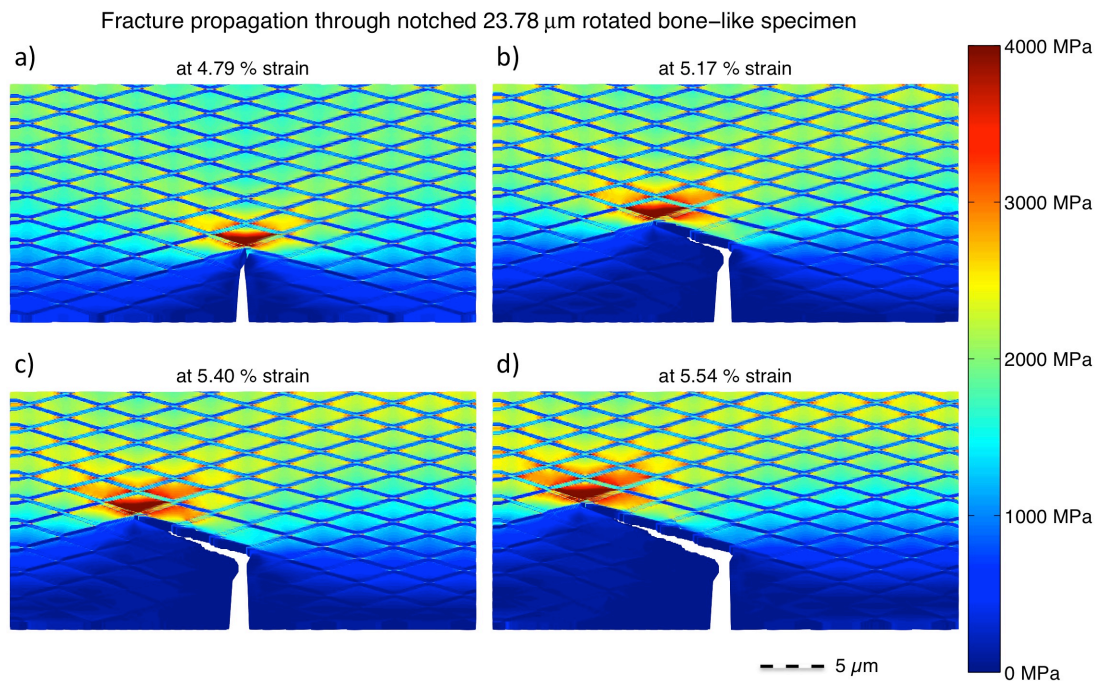 Fracture propagation through notched 23.78 μm rotated bone−like specimen
a)
at 4.79 % strain
b)
at 5.17 % strain
4000 MPa
3000 MPa
2000 MPa
1000 MPa
0 MPa
c)
at 5.40 % strain
d)
at 5.54 % strain
5 μm